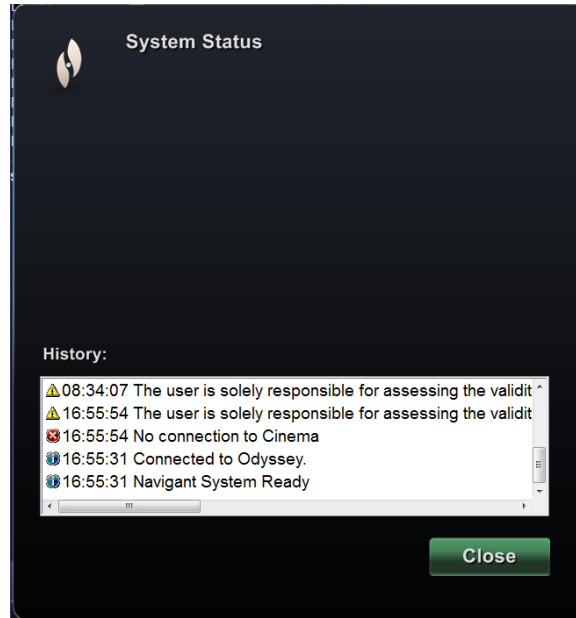 System Status
History:
08:34:07 The user is solely responsible for assessing the validit
16:55:54 The user is solely responsible for assessing the validit
16:55:54 No connection to Cinema
16:55:31 Connected to Odyssey.
16:55:31 Navigant System Ready
Close